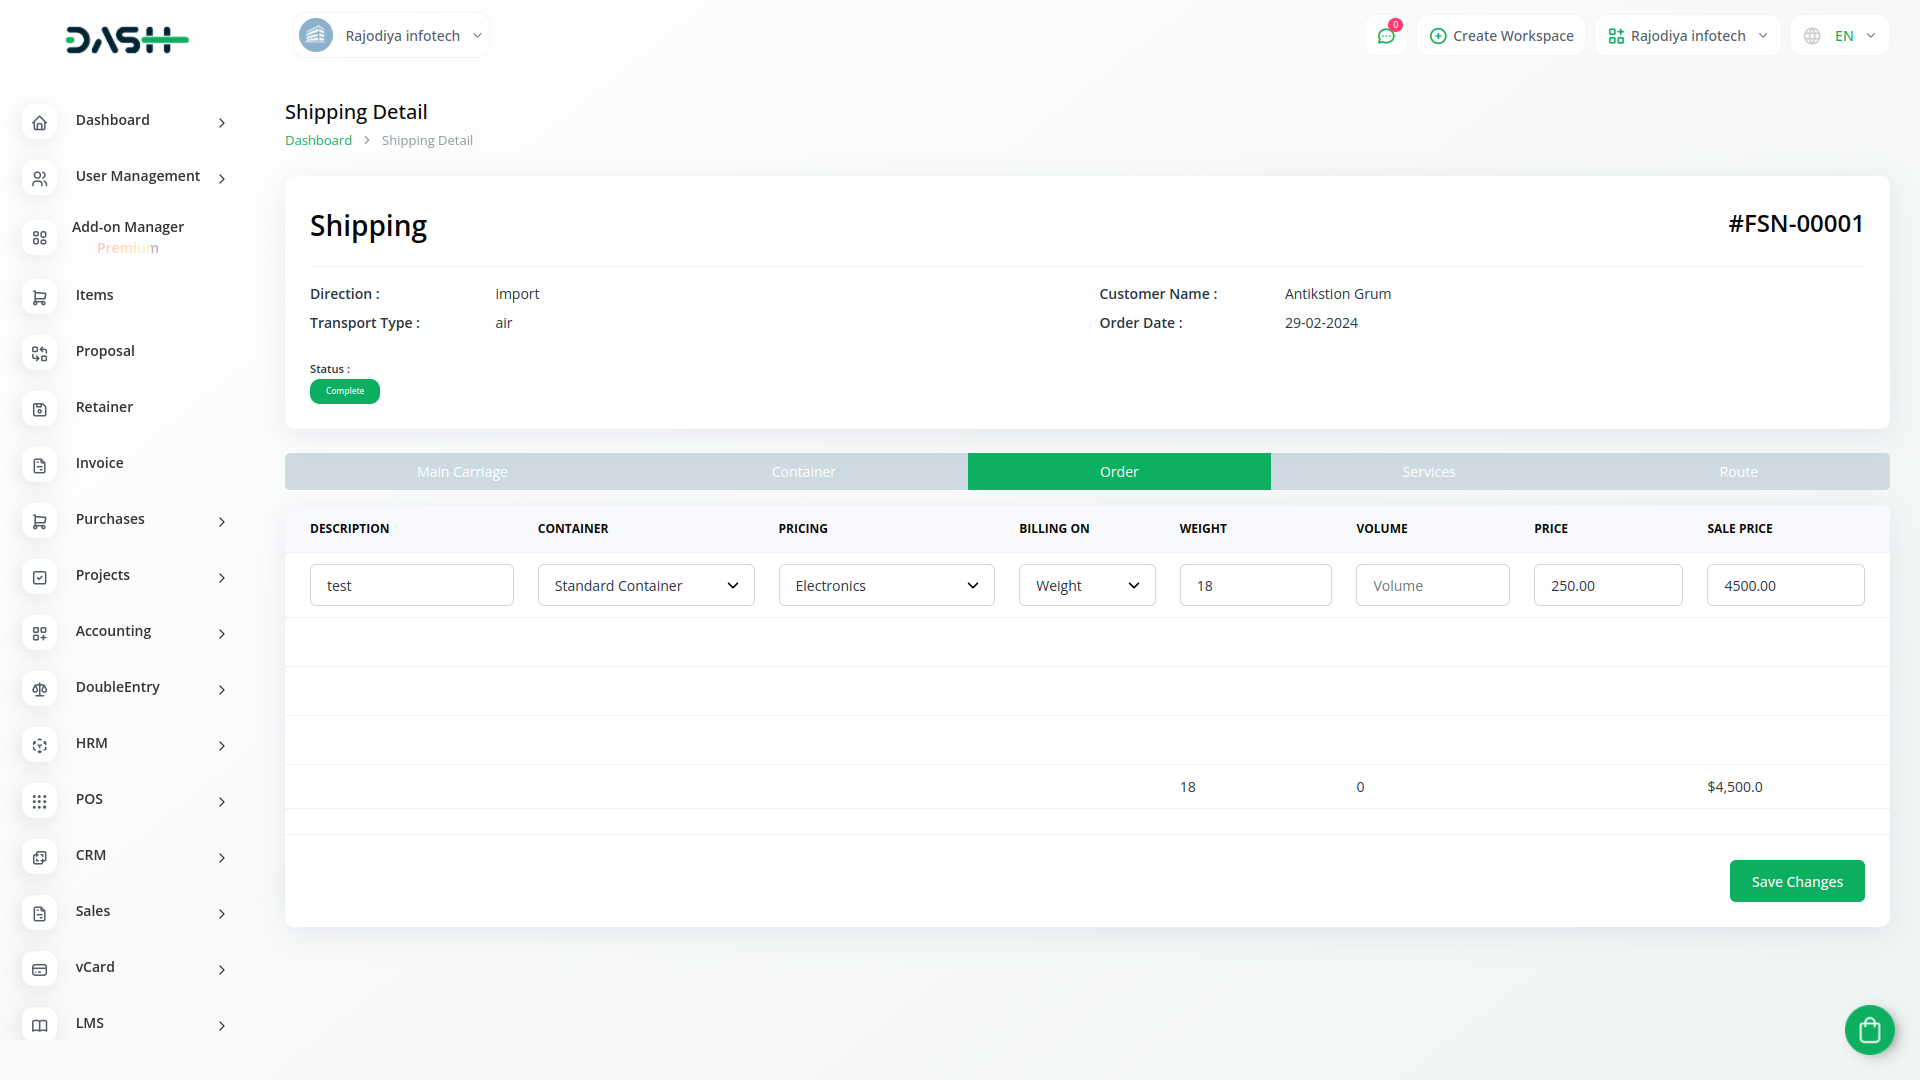 DASH
Rajodiya infotech
0
Create Workspace
Rajodiya infotech
EN
Dashboard
User Management
Add-on Manager
Premium
Items
Proposal
Retainer
Invoice
Purchases
Projects
Accounting
DoubleEntry
HRM
POS
CRM
Sales
vCard
LMS
Shipping Detail
Dashboard > Shipping Detail
Shipping
#FSN-00001
Direction : import
Customer Name : Antikstion Grum
Transport Type : air
Order Date : 29-02-2024
Status :
Complete
Main Carriage Container Order Services Route
DESCRIPTION CONTAINER PRICING BILLING ON WEIGHT VOLUME PRICE SALE PRICE
test Standard Container Electronics Weight 18 Volume 250.00 4500.00
18 0 $4,500.0
Save Changes